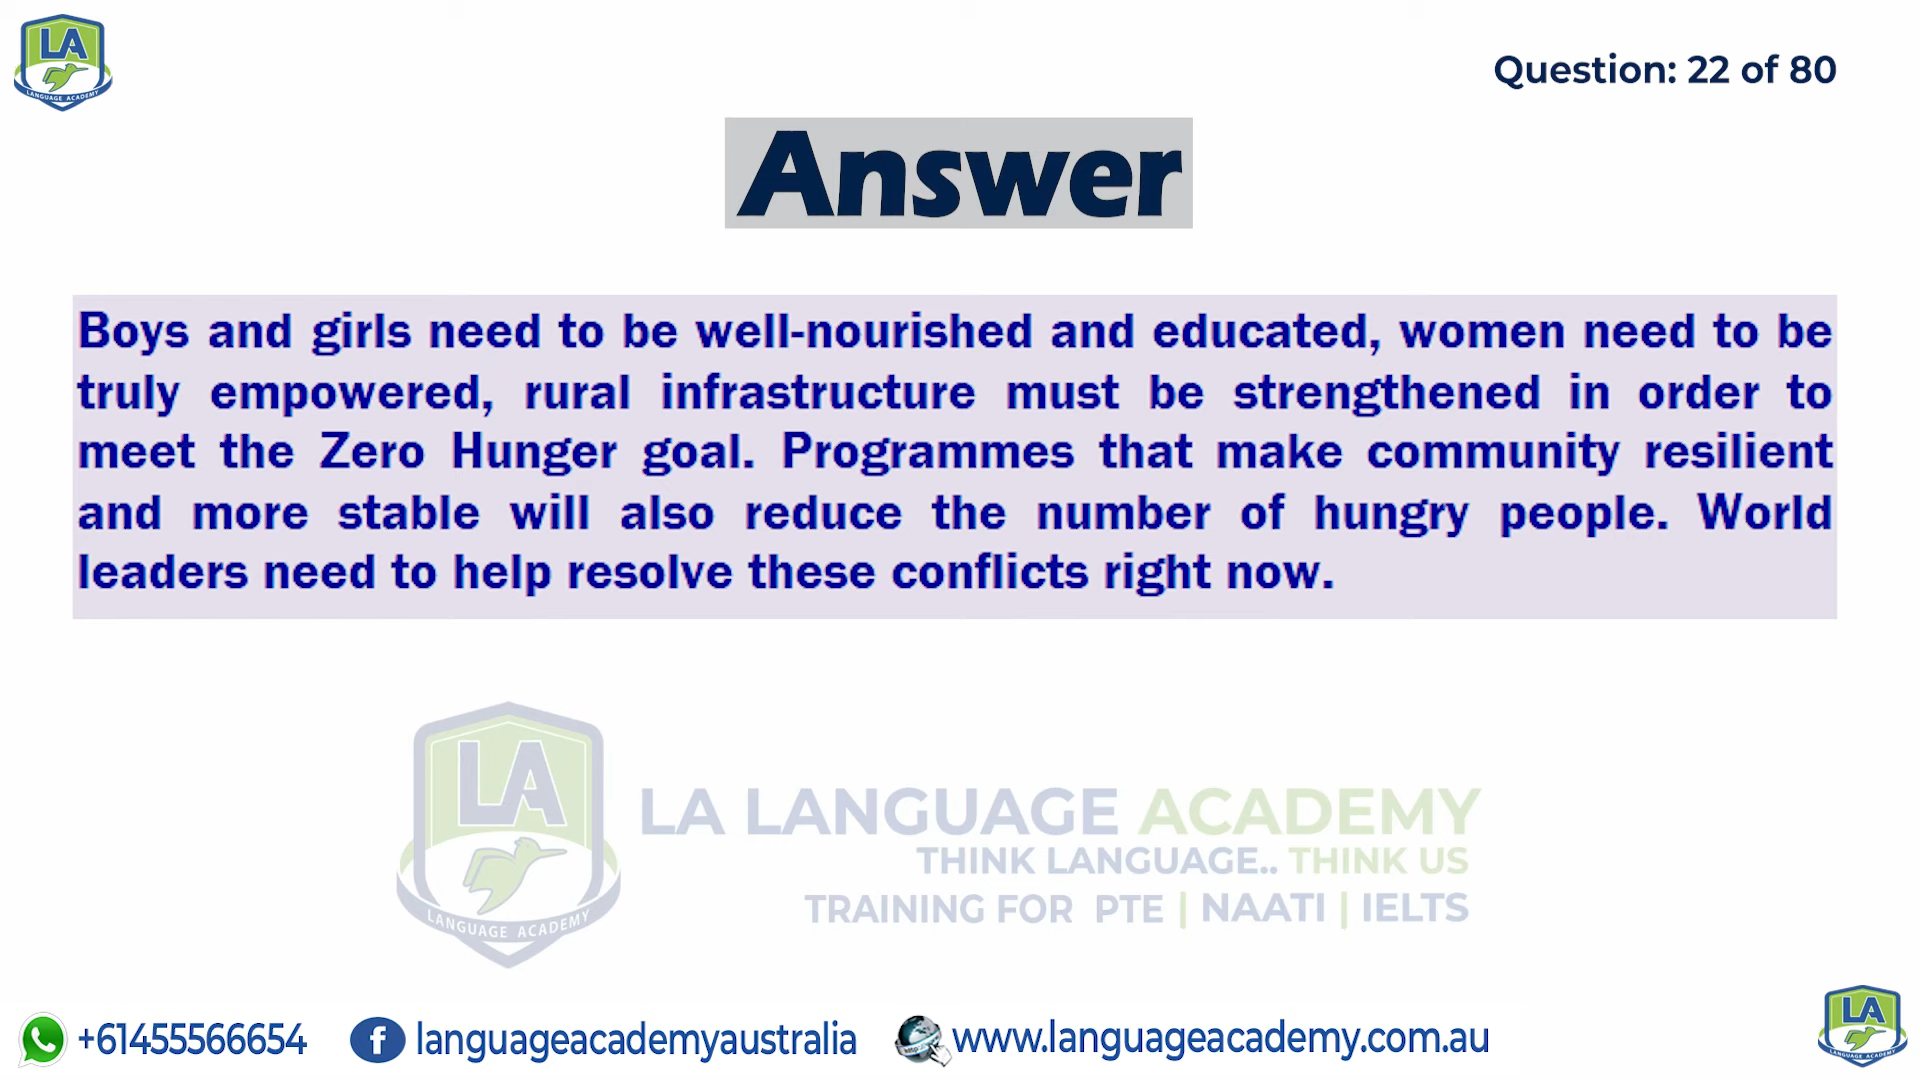 LA
LANGUAGE ACADEMY
Question: 22 of 80
Answer
Boys and girls need to be well-nourished and educated, women need to be
truly empowered, rural infrastructure must be strengthened in order to
meet the Zero Hunger goal. Programmes that make community resilient
and more stable will also reduce the number of hungry people. World
leaders need to help resolve these conflicts right now.
LA
LANGUAGE ACADEMY
LA LANGUAGE ACADEMY
THINK LANGUAGE.. THINK US
TRAINING FOR PTE | NAATI | IELTS
+61455566654
f languageacademyaustralia
www.languageacademy.com.au
LA
LANGUAGE ACADEMY